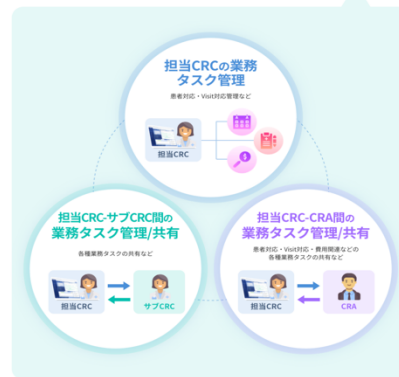 担当CRCの業務
タスク管理
患者対応・Visit対応管理など
担当CRC
担当CRC-サブCRC間の
業務タスク管理/共有
各種業務タスクの共有など
担当CRC
サブCRC
担当CRC-CRA間の
業務タスク管理/共有
患者対応・Visit対応・費用関連などの
各種業務タスクの共有など
担当CRC
CRA